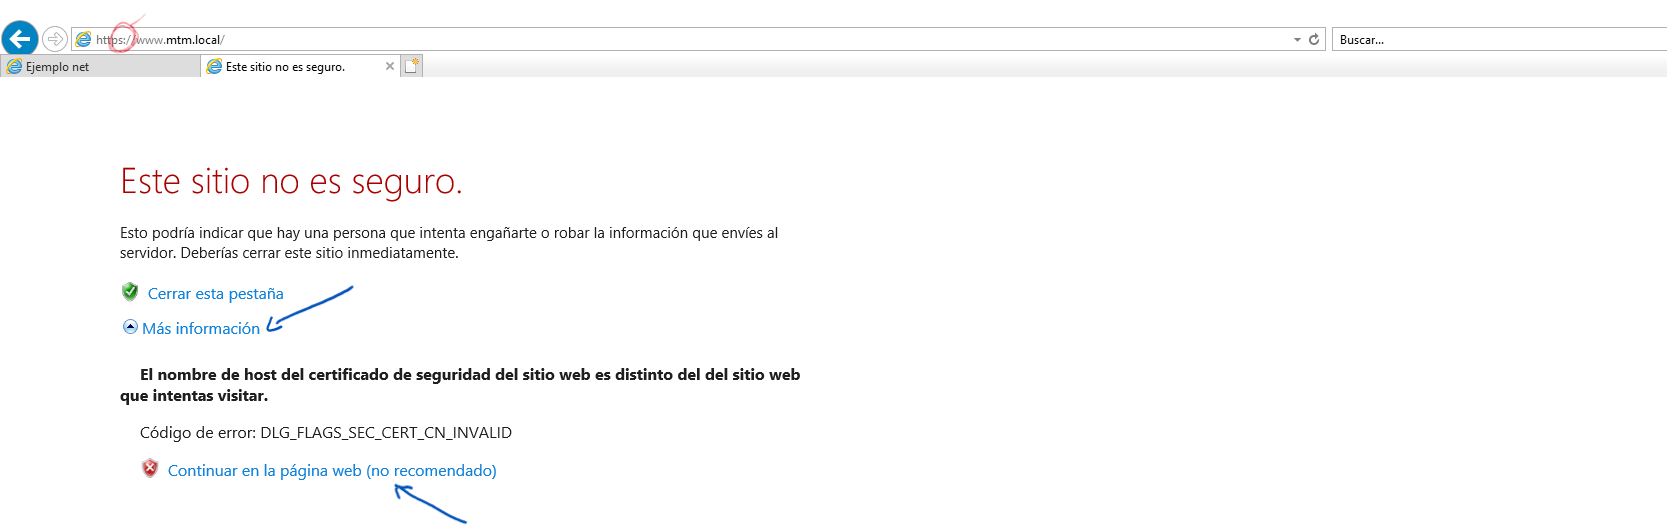 https://www.mtm.local/
Buscar...
Ejemplo net
Este sitio no es seguro.
Este sitio no es seguro.
Esto podría indicar que hay una persona que intenta engañarte o robar la información que envíes al
servidor. Deberías cerrar este sitio inmediatamente.
Cerrar esta pestaña
Más información
El nombre de host del certificado de seguridad del sitio web es distinto del del sitio web
que intentas visitar.
Código de error: DLG_FLAGS_SEC_CERT_CN_INVALID
Continuar en la página web (no recomendado)